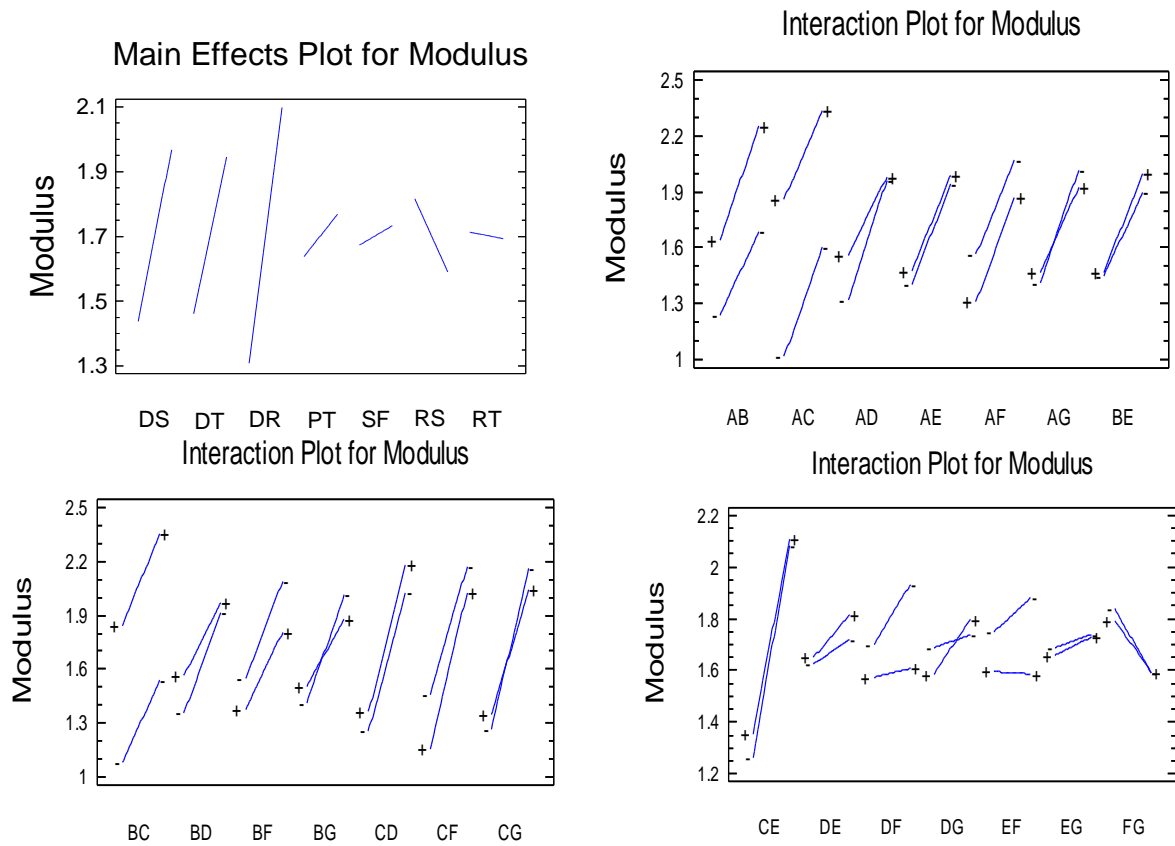 Main Effects Plot for Modulus
Modulus
2.1
1.9
1.7
1.5
1.3
DS DT DR PT SF RS RT
Interaction Plot for Modulus
Modulus
2.5
2.2
1.9
1.6
1.3
1
+ + + + + + + + + + + + + +
- - - - - - - - - - - - - -
AB AC AD AE AF AG BE
Interaction Plot for Modulus
Modulus
2.5
2.2
1.9
1.6
1.3
1
+ + + + + + + + + + + + + +
- - - - - - - - - - - - - -
BC BD BF BG CD CF CG
Interaction Plot for Modulus
Modulus
2.2
2
1.8
1.6
1.4
1.2
+ + + + + + + + + + + + + +
- - - - - - - - - - - - - -
CE DE DF DG EF EG FG